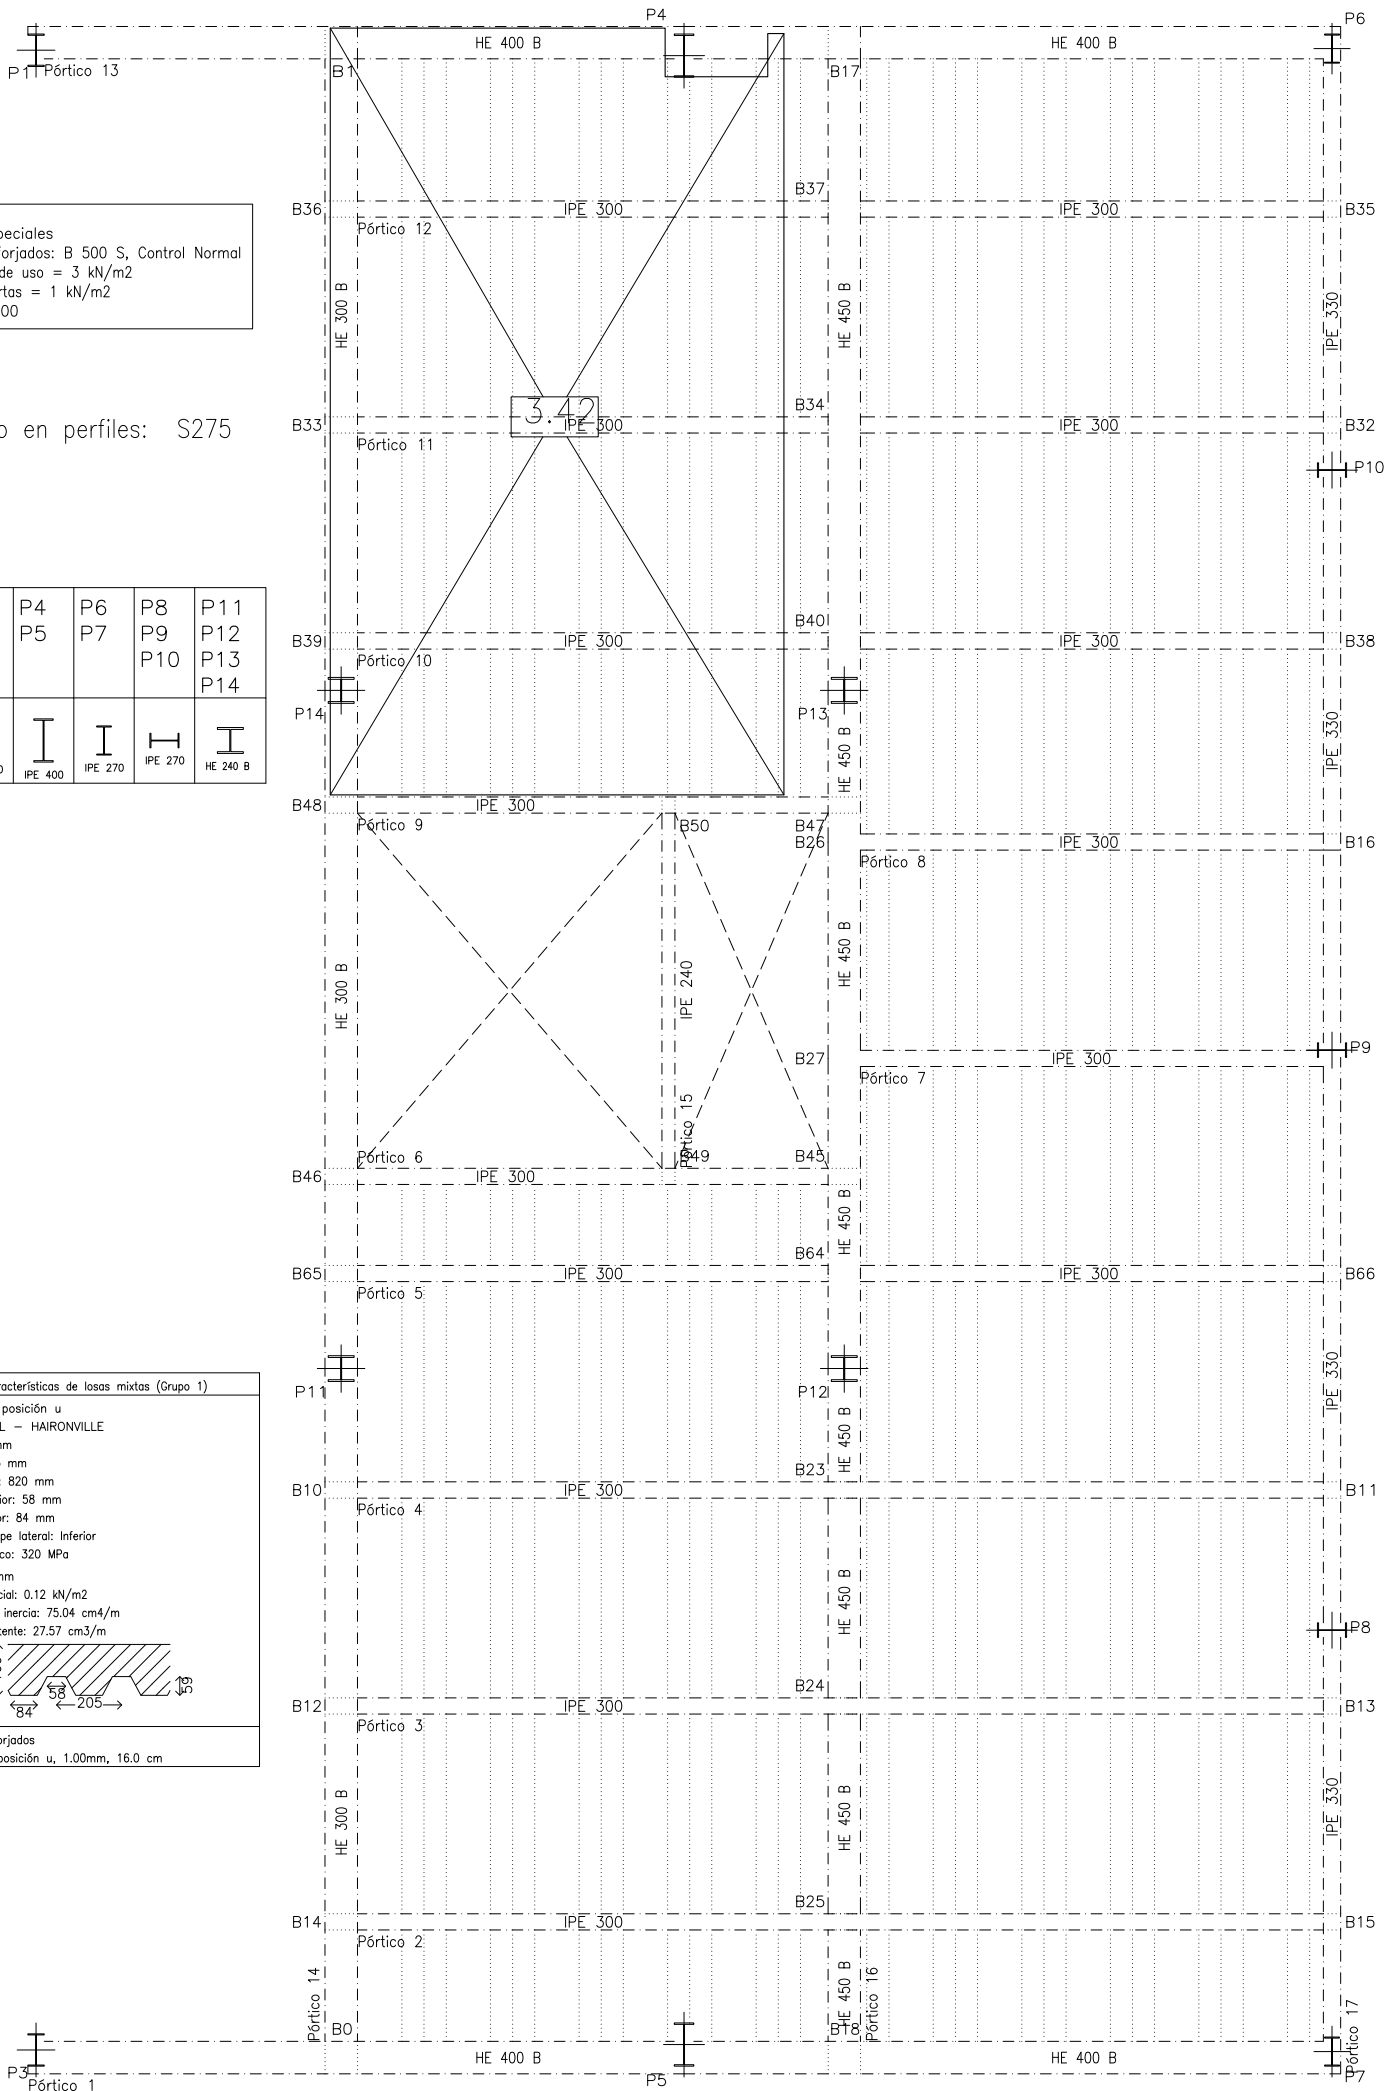 P4
P6
HE 400 B
HE 400 B
P1
Pórtico 13
B1
B17
B37
B36
IPE 300
IPE 300
B35
Pórtico 12
peciales
forjados: B 500 S, Control Normal
de uso = 3 kN/m2
rtas = 1 kN/m2
00
HE 300 B
HE 450 B
IPE 330
3.42
B34
B33
IPE 300
IPE 300
B32
o en perfiles: S275
Pórtico 11
P10
P4
P6
P8
P11
P5
P7
P9
P12
P10
P13
P14
B40
B39
IPE 300
IPE 300
B38
Pórtico 10
P14
P13
HE 450 B
IPE 330
0
IPE 400
IPE 270
IPE 270
HE 240 B
B48
IPE 300
Pórtico 9
B50
B47
B26
IPE 300
B16
Pórtico 8
HE 300 B
IPE 240
HE 450 B
B27
IPE 300
P9
Pórtico 7
Pórtico 15
Pórtico 6
B49
B45
B46
IPE 300
HE 450 B
B64
B65
IPE 300
IPE 300
B66
Pórtico 5
P11
P12
IPE 330
racterísticas de losas mixtas (Grupo 1)
posición u
L – HAIRONVILLE
mm
mm
: 820 mm
rior: 58 mm
or: 84 mm
pe lateral: Inferior
ico: 320 MPa
mm
cial: 0.12 kN/m2
inercia: 75.04 cm4/m
tente: 27.57 cm3/m
58
205
84
59
orjados
posición u, 1.00mm, 16.0 cm
HE 450 B
B23
B10
IPE 300
B11
Pórtico 4
HE 450 B
P8
B24
B12
IPE 300
B13
Pórtico 3
HE 300 B
HE 450 B
IPE 330
B25
B14
IPE 300
B15
Pórtico 2
Pórtico 14
HE 450 B
Pórtico 16
Pórtico 17
B0
B18
P3
HE 400 B
HE 400 B
Pórtico 1
P5
P7